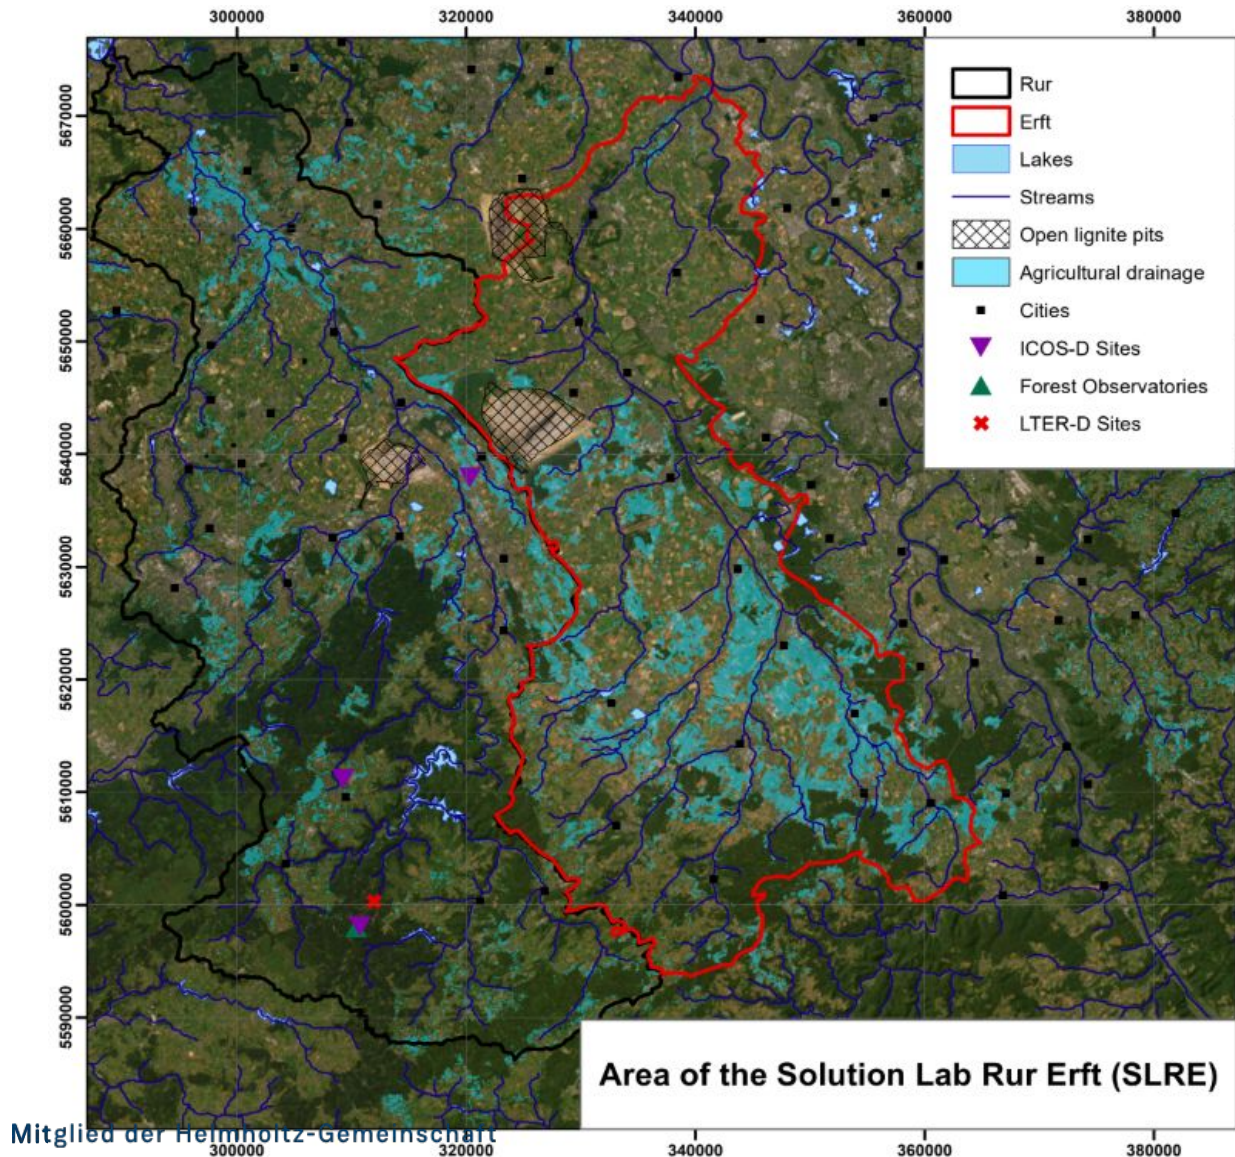 300000 320000 340000 360000 380000
5670000
5660000
5650000
5640000
5630000
5620000
5610000
5600000
5590000
Rur
Erft
Lakes
Streams
Open lignite pits
Agricultural drainage
Cities
ICOS-D Sites
Forest Observatories
LTER-D Sites
Area of the Solution Lab Rur Erft (SLRE)
Mitglied der Helmholtz-Gemeinschaft
300000 320000 340000 360000 380000